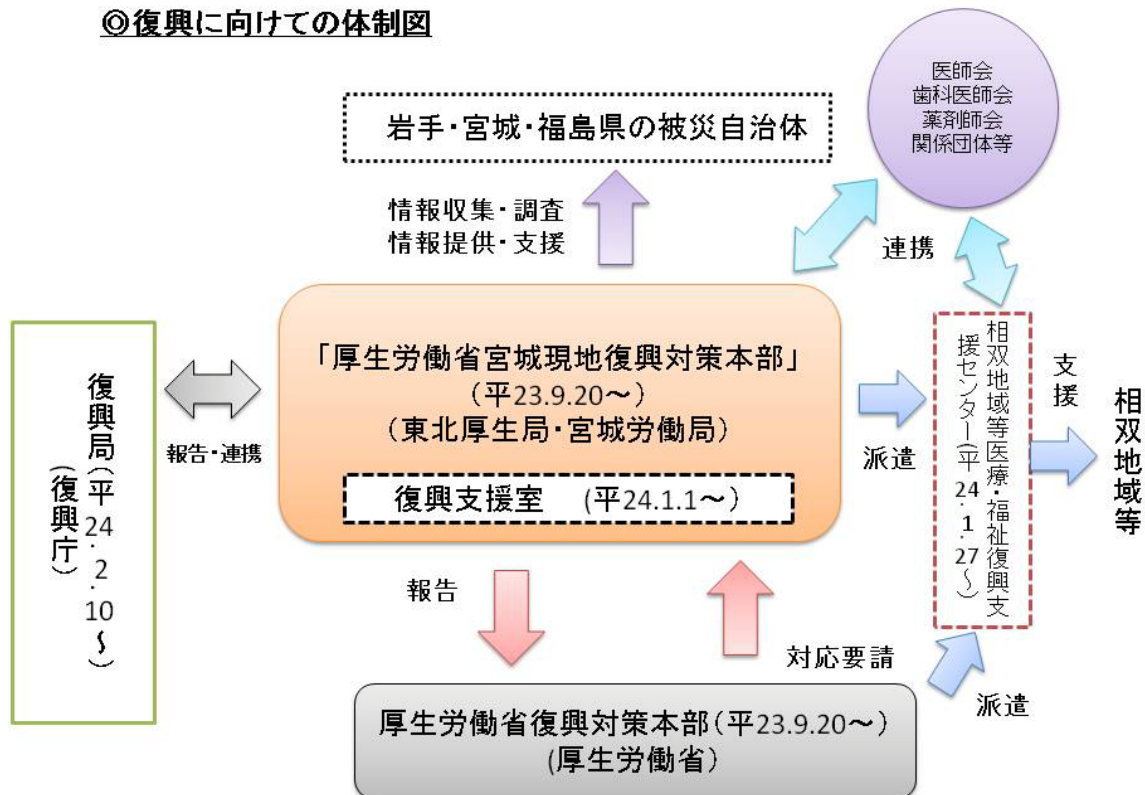 ◎復興に向けての体制図
医師会
歯科医師会
薬剤師会
関係団体等
岩手・宮城・福島県の被災自治体
情報収集・調査
情報提供・支援
連携
「厚生労働省宮城現地復興対策本部」
(平23.9.20～)
(東北厚生局・宮城労働局)
復興支援室 (平24.1.1～)
復興局(平24.2.10～)
(復興庁)
報告・連携
派遣
相双地域等医療・福祉復興支
援センター(平24.1.27～)
支援
相双地域等
報告
対応要請
派遣
厚生労働省復興対策本部(平23.9.20～)
(厚生労働省)